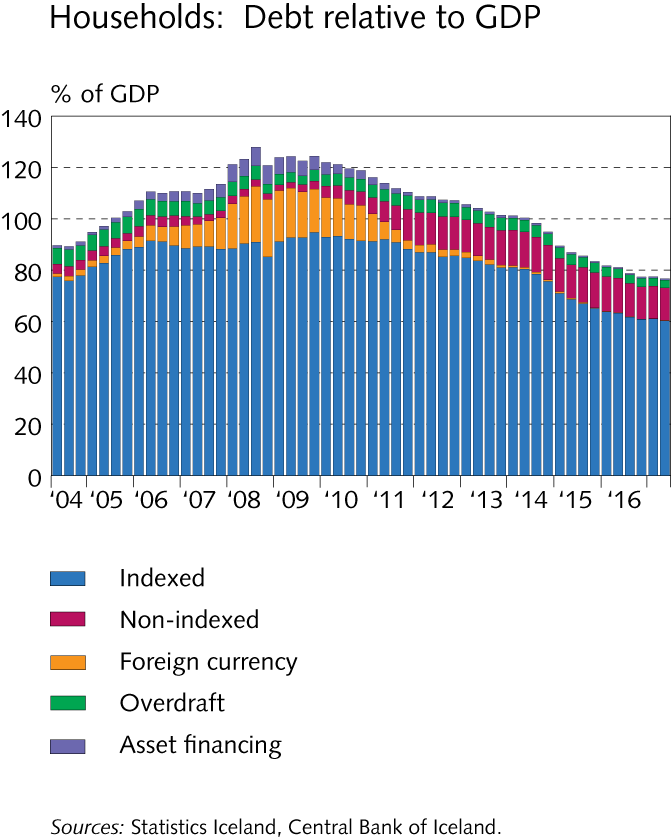 Households:  Debt relative to GDP
% of GDP
140
120
100
80
60
40
20
0
‘04 ‘05 ‘06 ‘07 ‘08 ‘09 ‘10 ‘11 ‘12 ‘13 ‘14 ‘15 ‘16
Indexed
Non-indexed
Foreign currency
Overdraft
Asset financing
Sources: Statistics Iceland, Central Bank of Iceland.